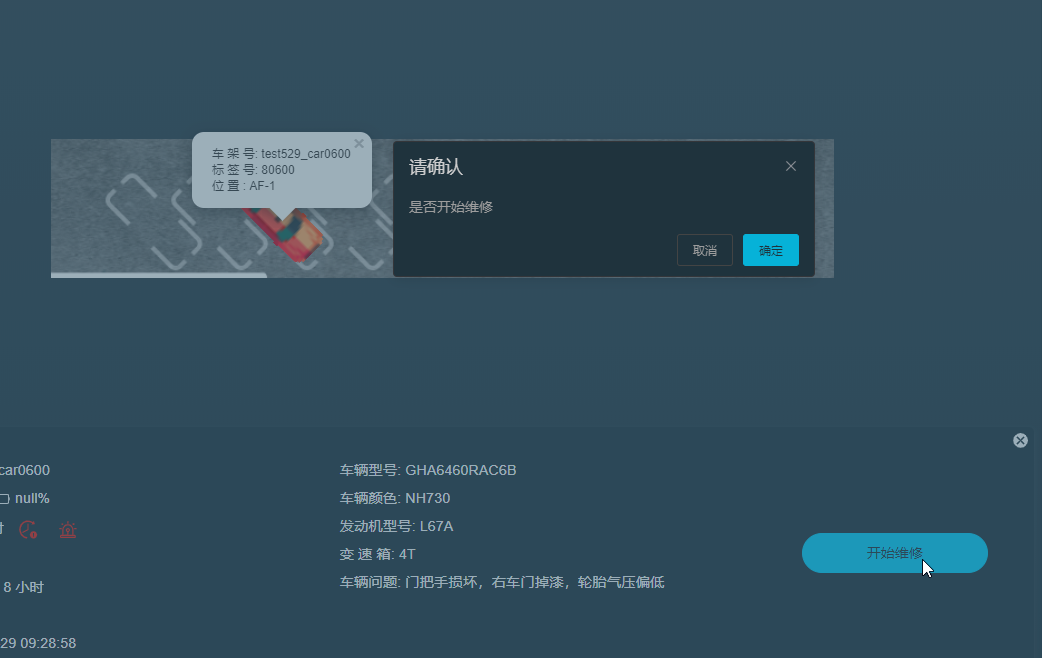 车 架 号: test529_car0600
标 签 号: 80600
位 置 : AF-1
请确认
是否开始维修
取消
确定
car0600
null%
8 小时
29 09:28:58
车辆型号: GHA6460RAC6B
车辆颜色: NH730
发动机型号: L67A
变 速 箱: 4T
车辆问题: 门把手损坏，右车门掉漆，轮胎气压偏低
开始维修